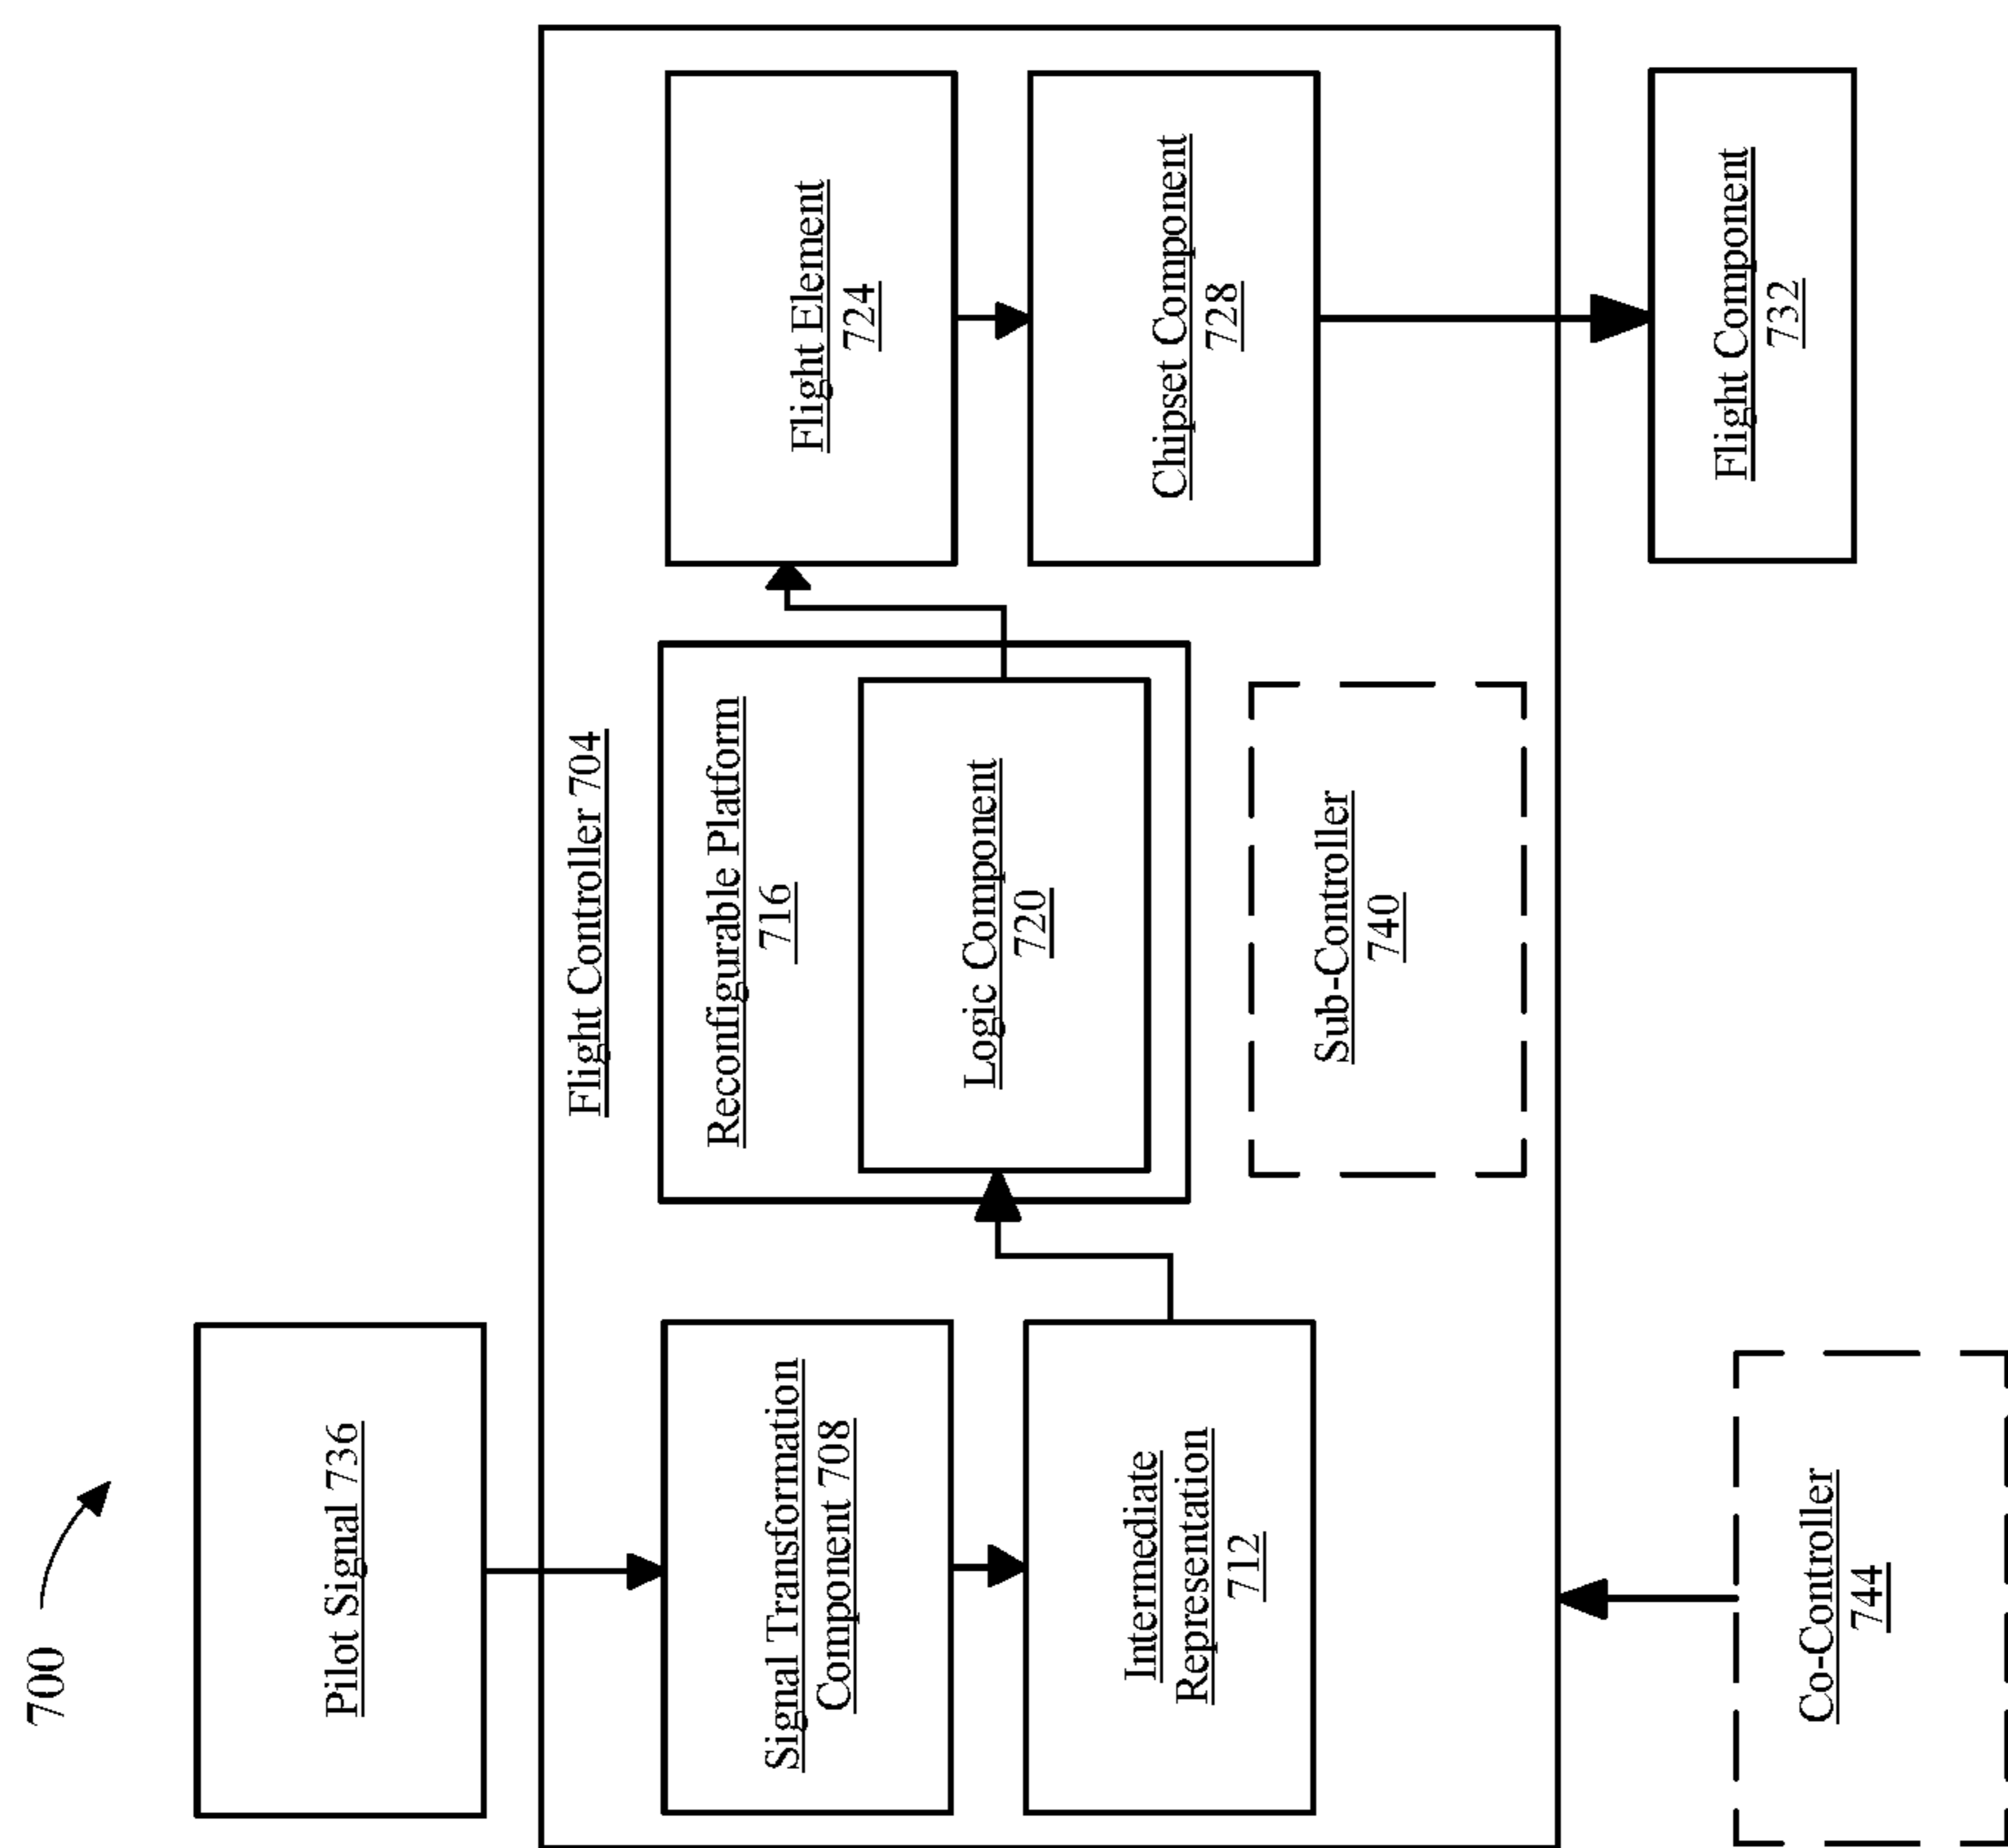 700
Pilot Signal 736
Flight Controller 704
Signal Transformation
Component 708
Intermediate
Representation
712
Reconfigurable Platform
716
Logic Component
720
Sub-Controller
740
Flight Element
724
Chipset Component
728
Co-Controller
744
Flight Component
732